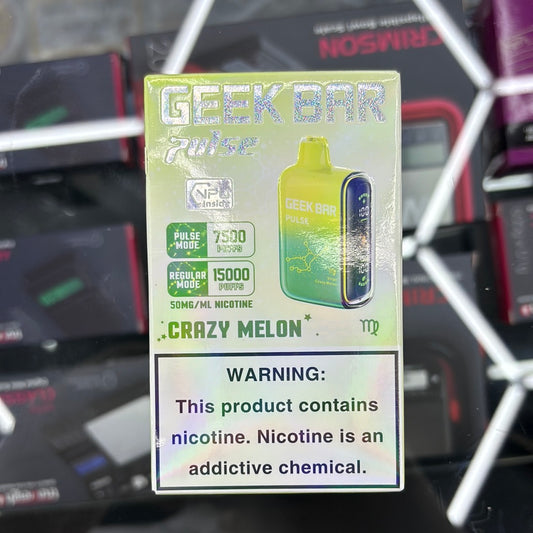 GEEK BAR
pulse
Inside
PULSE MODE 7500 PUFFS
REGULAR MODE 15000 PUFFS
50MG/ML NICOTINE
CRAZY MELON
GEEK BAR
PULSE
WARNING:
This product contains
nicotine. Nicotine is an
addictive chemical.
CRIMSON